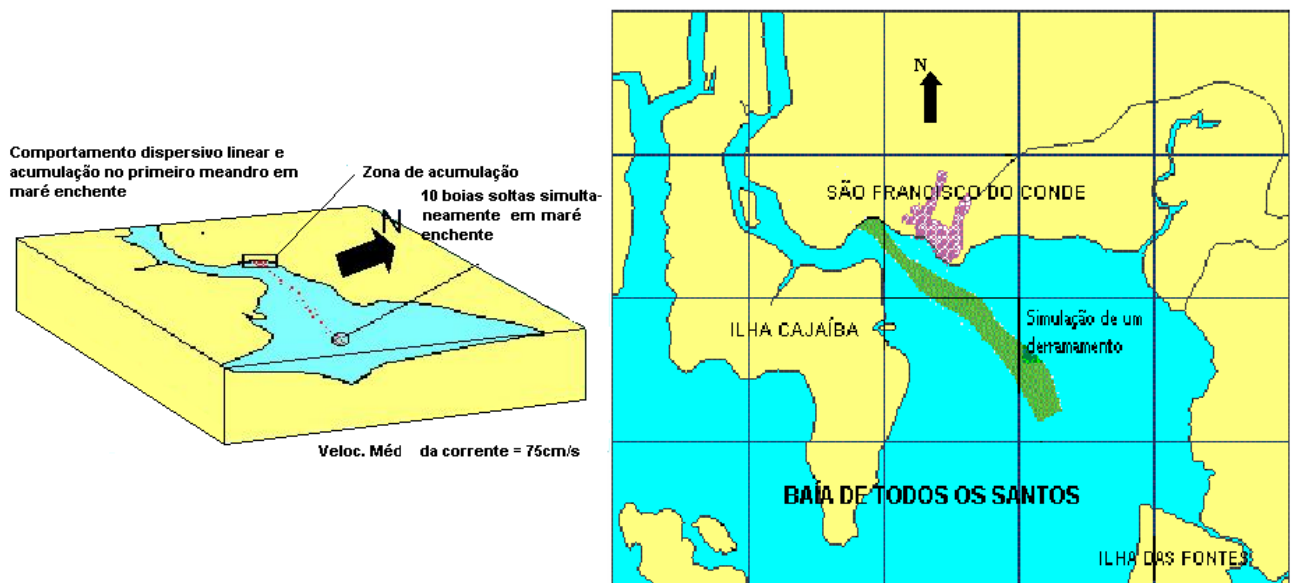 Comportamento dispersivo linear e
acumulação no primeiro meandro em
maré enchente
Zona de acumulação
10 boias soltas simulta-
neamente em maré
enchente
N
Veloc. Méd da corrente = 75cm/s
N
SÃO FRANCISCO DO CONDE
ILHA CAJAÍBA
Simulação de um
derramamento
BAÍA DE TODOS OS SANTOS
ILHA DAS FONTES